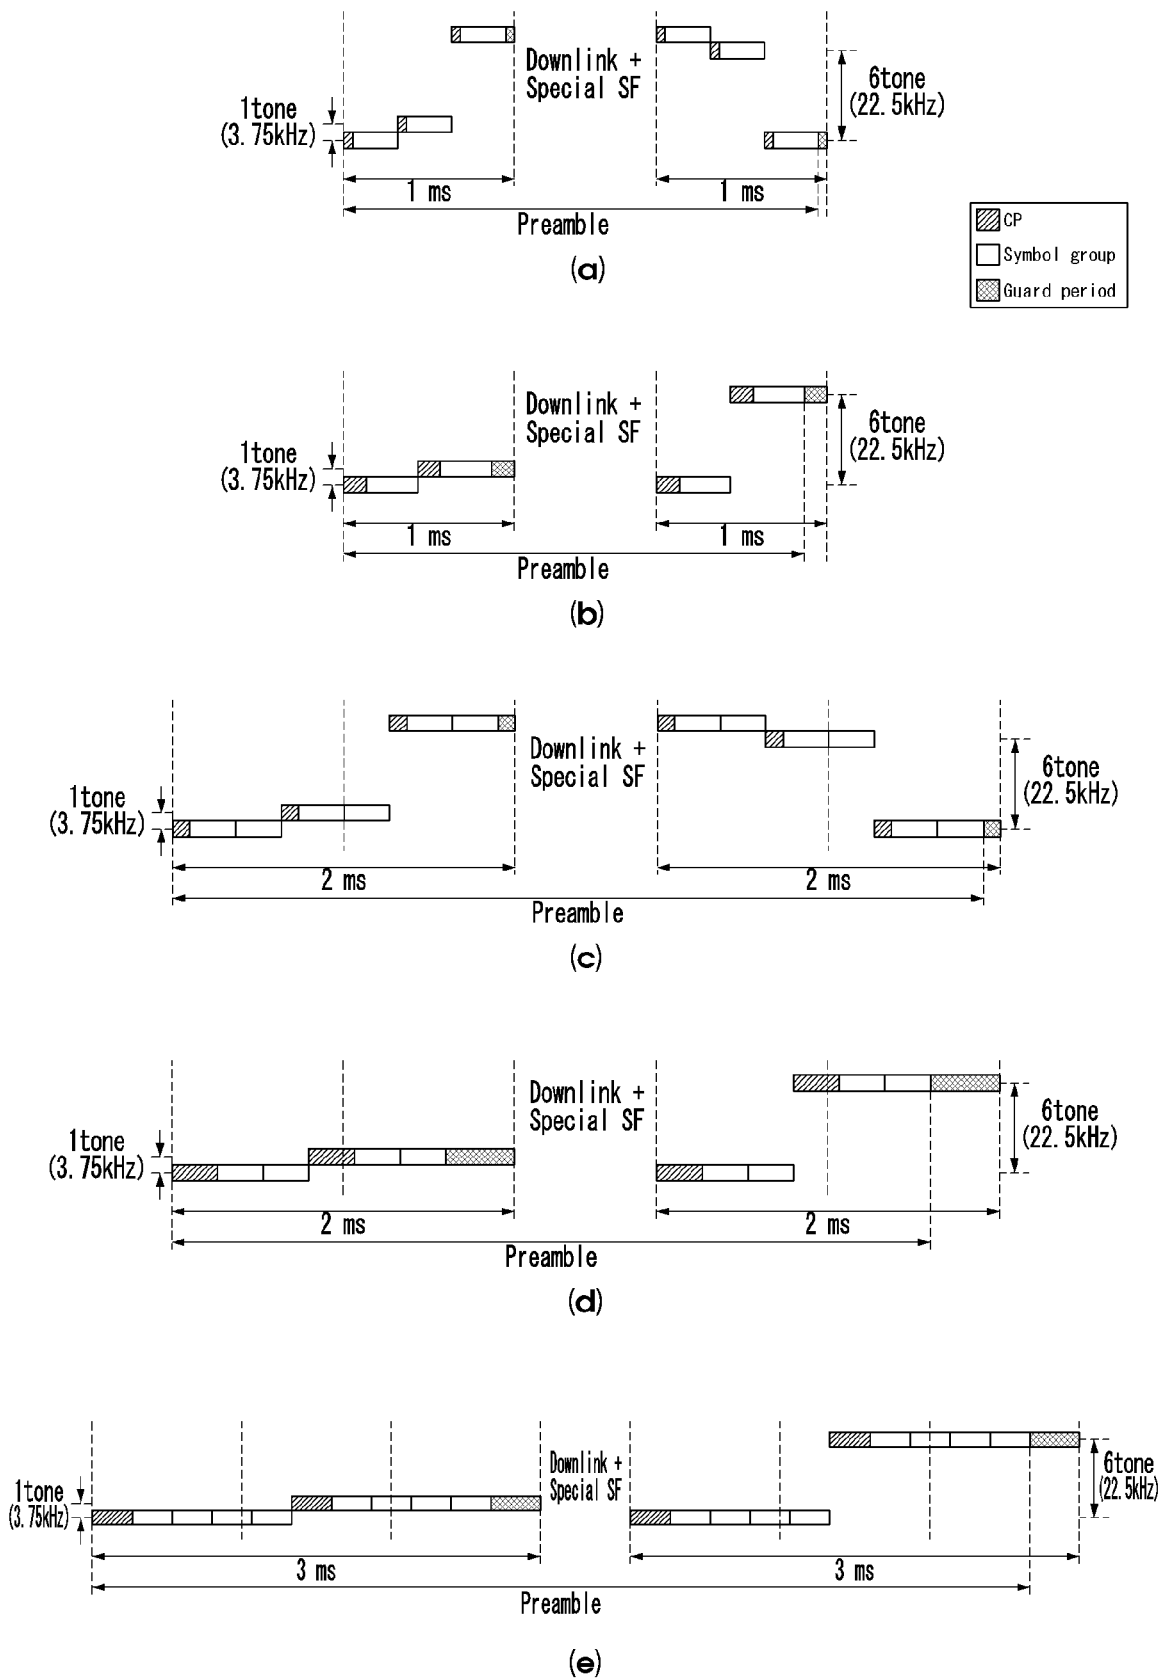 Downlink +
Special SF
1tone
(3.75kHz)
6tone
(22.5kHz)
1 ms
1 ms
Preamble
(a)
CP
Symbol group
Guard period
Downlink +
Special SF
1tone
(3.75kHz)
6tone
(22.5kHz)
1 ms
1 ms
Preamble
(b)
Downlink +
Special SF
1tone
(3.75kHz)
6tone
(22.5kHz)
2 ms
2 ms
Preamble
(c)
Downlink +
Special SF
1tone
(3.75kHz)
6tone
(22.5kHz)
2 ms
2 ms
Preamble
(d)
Downlink +
Special SF
1tone
(3.75kHz)
6tone
(22.5kHz)
3 ms
3 ms
Preamble
(e)